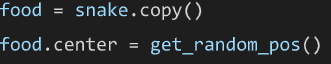 food = snake.copy()
food.center = get_random_pos()